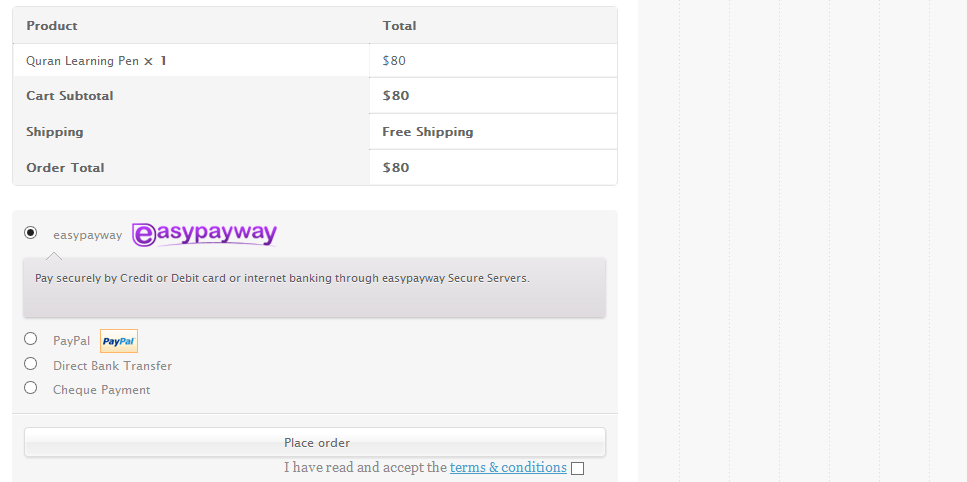 Product Total
Quran Learning Pen × 1 $80
Cart Subtotal $80
Shipping Free Shipping
Order Total $80
easypayway easypayway
Pay securely by Credit or Debit card or internet banking through easypayway Secure Servers.
PayPal PayPal
Direct Bank Transfer
Cheque Payment
Place order
I have read and accept the terms & conditions